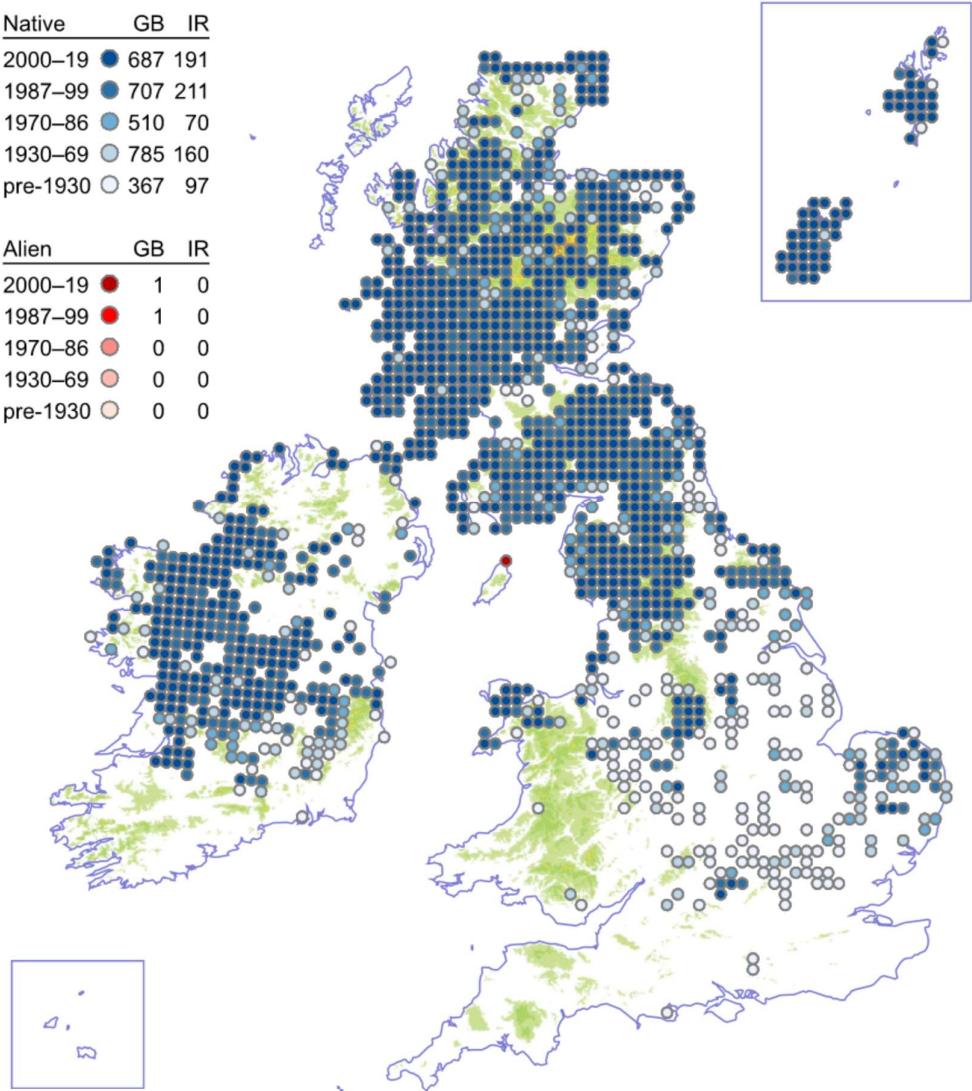 Native GB IR
2000–19 687 191
1987–99 707 211
1970–86 510 70
1930–69 785 160
pre-1930 367 97
Alien GB IR
2000–19 1 0
1987–99 1 0
1970–86 0 0
1930–69 0 0
pre-1930 0 0